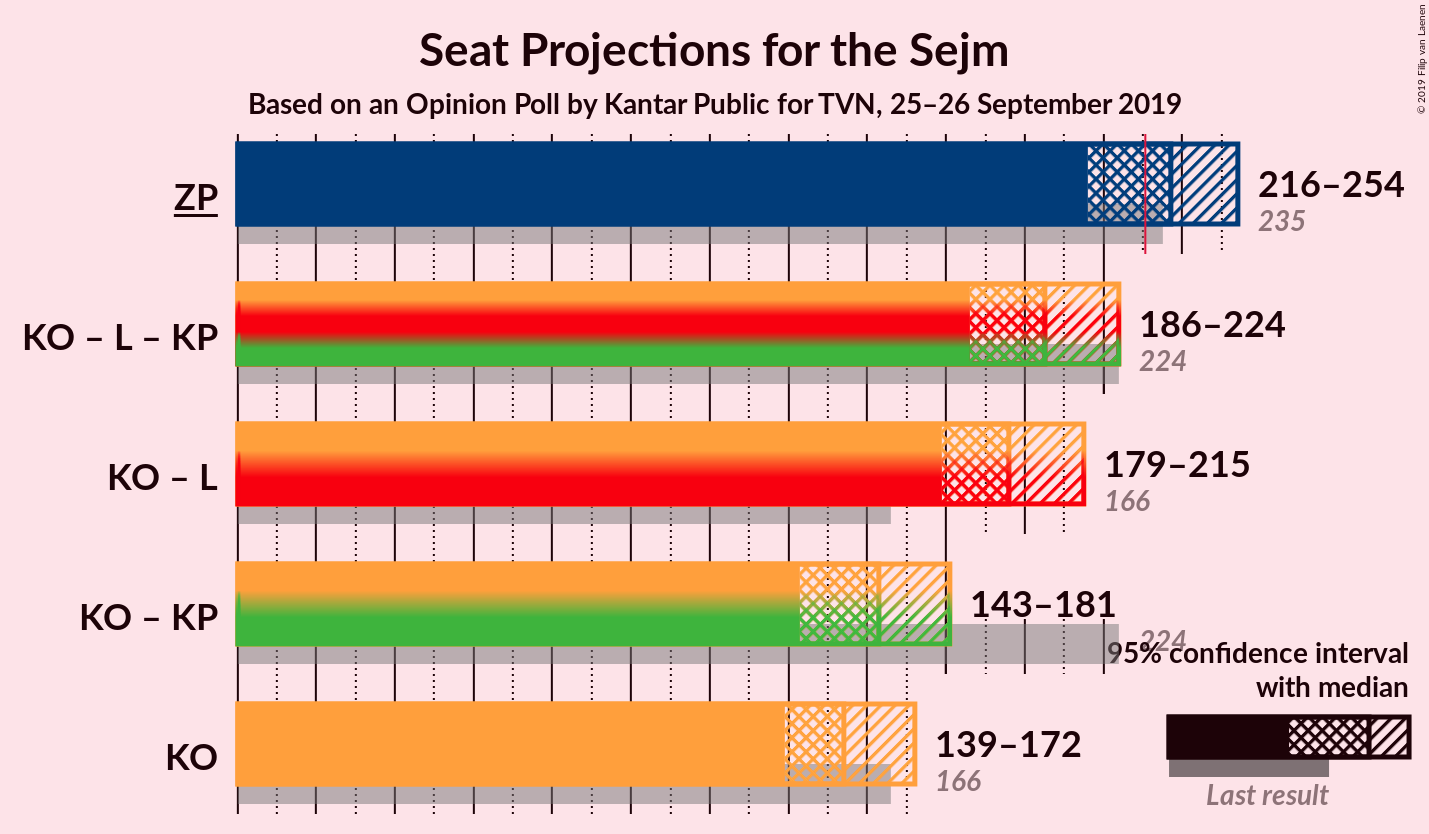 Seat Projections for the Sejm
Based on an Opinion Poll by Kantar Public for TVN, 25–26 September 2019
© 2019 Filip van Laenen
ZP
216–254
235
KO – L – KP
186–224
224
KO – L
179–215
166
KO – KP
143–181
224
95% confidence interval
with median
KO
139–172
166
Last result